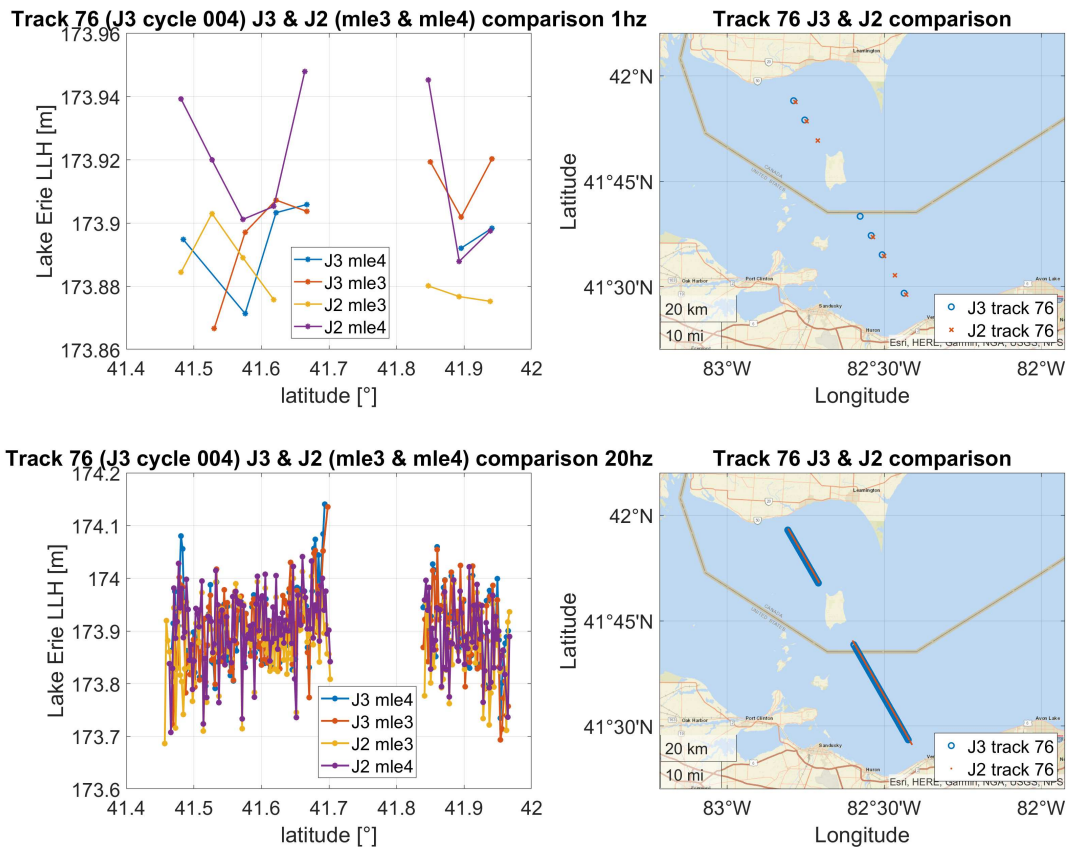 Track 76 (J3 cycle 004) J3 & J2 (mle3 & mle4) comparison 1hz
173.96
173.94
173.92
173.9
173.88
173.86
Lake Erie LLH [m]
41.4
41.5
41.6
41.7
41.8
41.9
42
latitude [°]
J3 mle4
J3 mle3
J2 mle3
J2 mle4
Track 76 J3 & J2 comparison
42°N
41°45'N
41°30'N
Latitude
Leamington
CANADA
UNITED STATES
Oak Harbor
Port Clinton
Sandusky
Huron
Avon Lake
20 km
10 mi
J3 track 76
J2 track 76
Esri, HERE, Garmin, NGA, USGS, NPS
83°W
82°30'W
82°W
Longitude
Track 76 (J3 cycle 004) J3 & J2 (mle3 & mle4) comparison 20hz
174.2
174.1
174
173.9
173.8
173.7
173.6
Lake Erie LLH [m]
41.4
41.5
41.6
41.7
41.8
41.9
42
latitude [°]
J3 mle4
J3 mle3
J2 mle3
J2 mle4
Track 76 J3 & J2 comparison
42°N
41°45'N
41°30'N
Latitude
Leamington
CANADA
UNITED STATES
Oak Harbor
Port Clinton
Sandusky
Huron
Avon Lake
20 km
10 mi
J3 track 76
J2 track 76
Esri, HERE, Garmin, NGA, USGS, NPS
83°W
82°30'W
82°W
Longitude